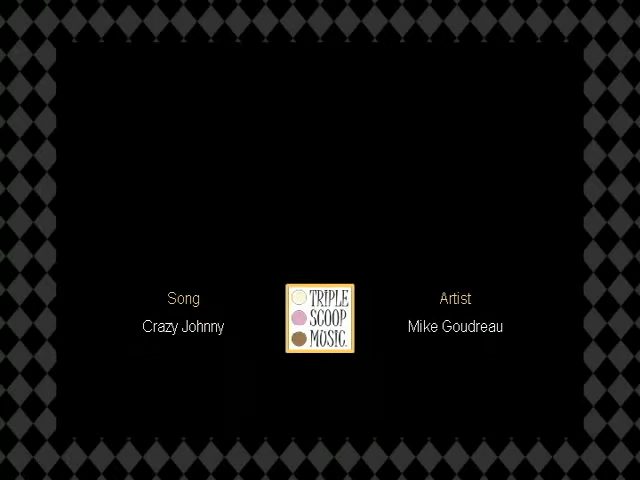 Song
Crazy Johnny
TRIPLE
SCOOP
MUSIC.
Artist
Mike Goudreau